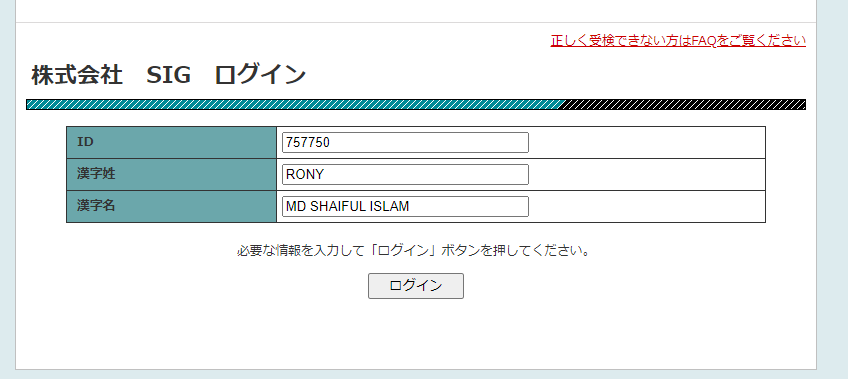 正しく受検できない方はFAQをご覧ください
株式会社　SIG　ログイン
ID 757750
漢字姓 RONY
漢字名 MD SHAIFUL ISLAM
必要な情報を入力して「ログイン」ボタンを押してください。
ログイン